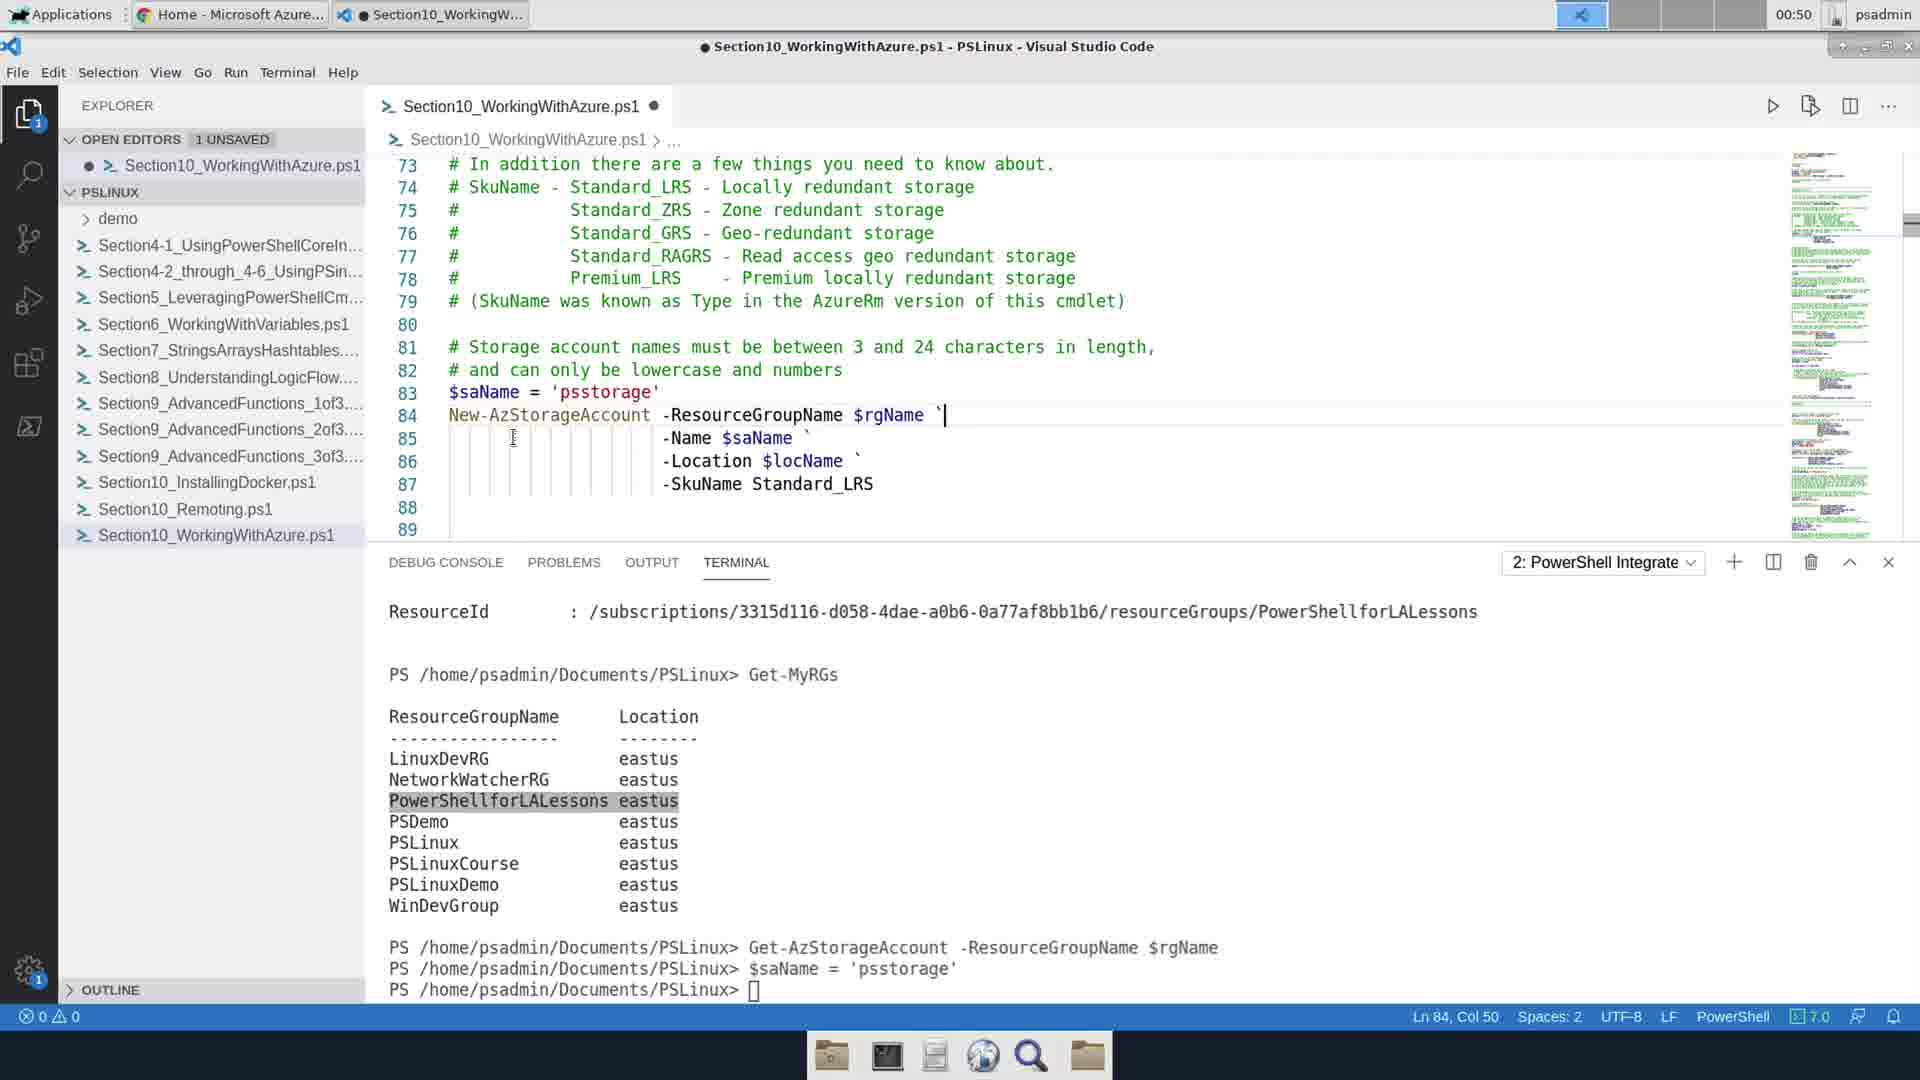 Applications
Home - Microsoft Azure...
● Section10_WorkingW...
00:50
psadmin
● Section10_WorkingWithAzure.ps1 - PSLinux - Visual Studio Code
File Edit Selection View Go Run Terminal Help
EXPLORER
OPEN EDITORS 1 UNSAVED
● Section10_WorkingWithAzure.ps1
PSLINUX
demo
Section4-1_UsingPowerShellCoreIn...
Section4-2_through_4-6_UsingPSin...
Section5_LeveragingPowerShellCm...
Section6_WorkingWithVariables.ps1
Section7_StringsArraysHashtables....
Section8_UnderstandingLogicFlow....
Section9_AdvancedFunctions_1of3....
Section9_AdvancedFunctions_2of3....
Section9_AdvancedFunctions_3of3....
Section10_InstallingDocker.ps1
Section10_Remoting.ps1
Section10_WorkingWithAzure.ps1
OUTLINE
1
1
Section10_WorkingWithAzure.ps1 ●
Section10_WorkingWithAzure.ps1 > ...
73 # In addition there are a few things you need to know about.
74 # SkuName - Standard_LRS - Locally redundant storage
75 # Standard_ZRS - Zone redundant storage
76 # Standard_GRS - Geo-redundant storage
77 # Standard_RAGRS - Read access geo redundant storage
78 # Premium_LRS - Premium locally redundant storage
79 # (SkuName was known as Type in the AzureRm version of this cmdlet)
80
81 # Storage account names must be between 3 and 24 characters in length,
82 # and can only be lowercase and numbers
83 $saName = 'psstorage'
84 New-AzStorageAccount -ResourceGroupName $rgName `
85 -Name $saName `
86 -Location $locName `
87 -SkuName Standard_LRS
88
89
DEBUG CONSOLE PROBLEMS OUTPUT TERMINAL
2: PowerShell Integrate
ResourceId : /subscriptions/3315d116-d058-4dae-a0b6-0a77af8bb1b6/resourceGroups/PowerShellforLALessons
PS /home/psadmin/Documents/PSLinux> Get-MyRGs
ResourceGroupName Location
----------------- --------
LinuxDevRG eastus
NetworkWatcherRG eastus
PowerShellforLALessons eastus
PSDemo eastus
PSLinux eastus
PSLinuxCourse eastus
PSLinuxDemo eastus
WinDevGroup eastus
PS /home/psadmin/Documents/PSLinux> Get-AzStorageAccount -ResourceGroupName $rgName
PS /home/psadmin/Documents/PSLinux> $saName = 'psstorage'
PS /home/psadmin/Documents/PSLinux>
0 0
Ln 84, Col 50 Spaces: 2 UTF-8 LF PowerShell 7.0